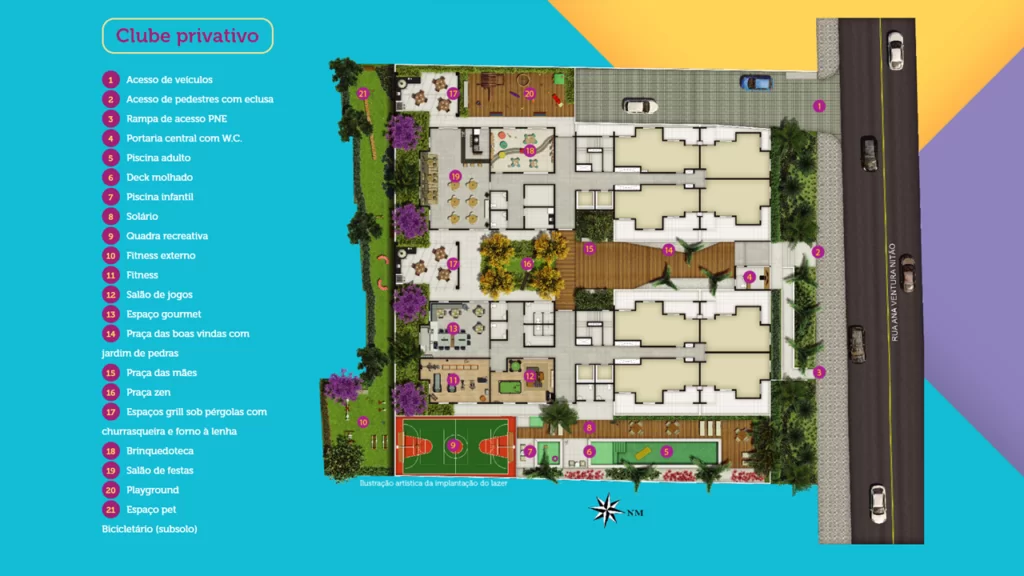 Clube privativo
1 Acesso de veículos
2 Acesso de pedestres com eclusa
3 Rampa de acesso PNE
4 Portaria central com W.C.
5 Piscina adulto
6 Deck molhado
7 Piscina infantil
8 Solário
9 Quadra recreativa
10 Fitness externo
11 Fitness
12 Salão de jogos
13 Espaço gourmet
14 Praça das boas vindas com
jardim de pedras
15 Praça das mães
16 Praça zen
17 Espaços grill sob pérgolas com
churrasqueira e forno à lenha
18 Brinquedoteca
19 Salão de festas
20 Playground
21 Espaço pet
Bicicletário (subsolo)
21
17
20
1
18
19
15
14
2
17
16
4
13
3
11
12
10
8
9
7
6
5
RUA ANA VENTURA NITÃO
Ilustração artística da implantação do lazer
NM